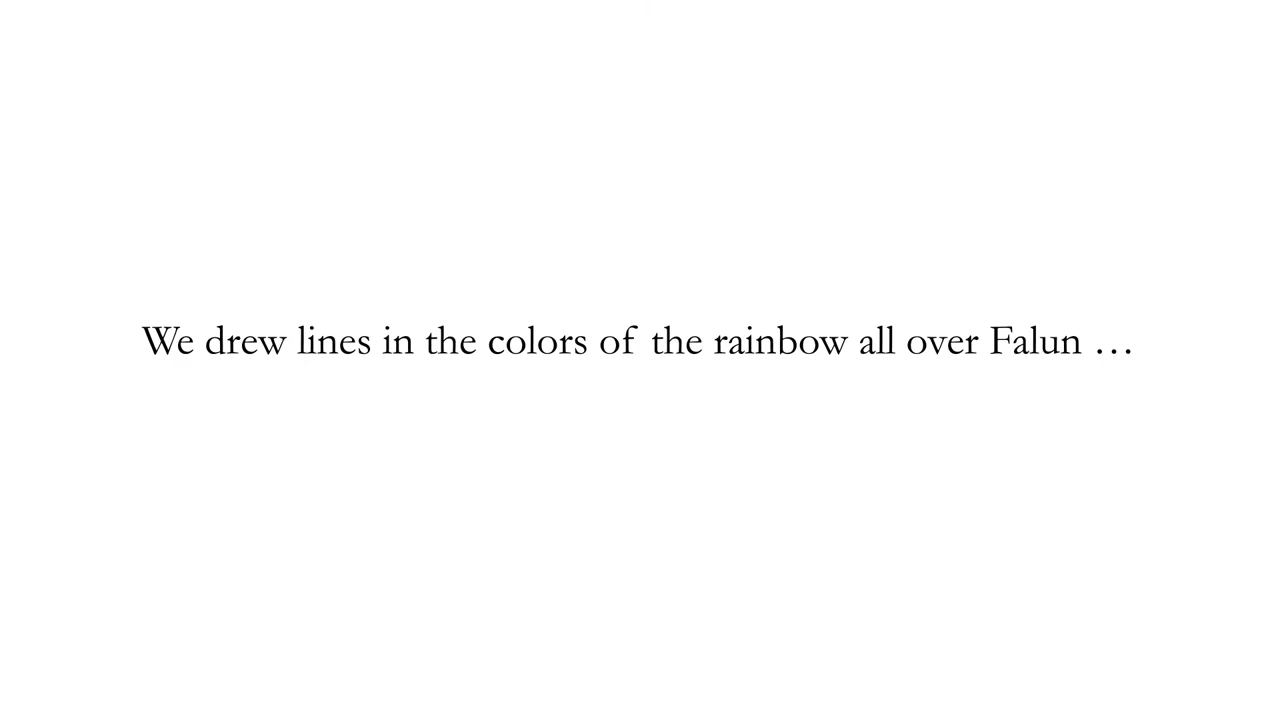 We drew lines in the colors of the rainbow all over Falun …